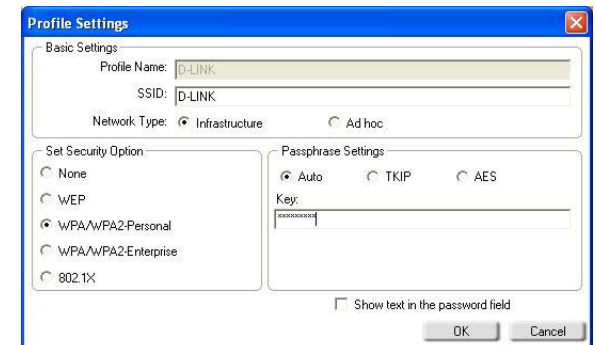 Profile Settings
Basic Settings
Profile Name: D-LINK
SSID: D-LINK
Network Type: Infrastructure Ad hoc
Set Security Option
None
WEP
WPA/WPA2-Personal
WPA/WPA2-Enterprise
802.1X
Passphrase Settings
Auto TKIP AES
Key:
xxxxxxxxx
Show text in the password field
OK Cancel